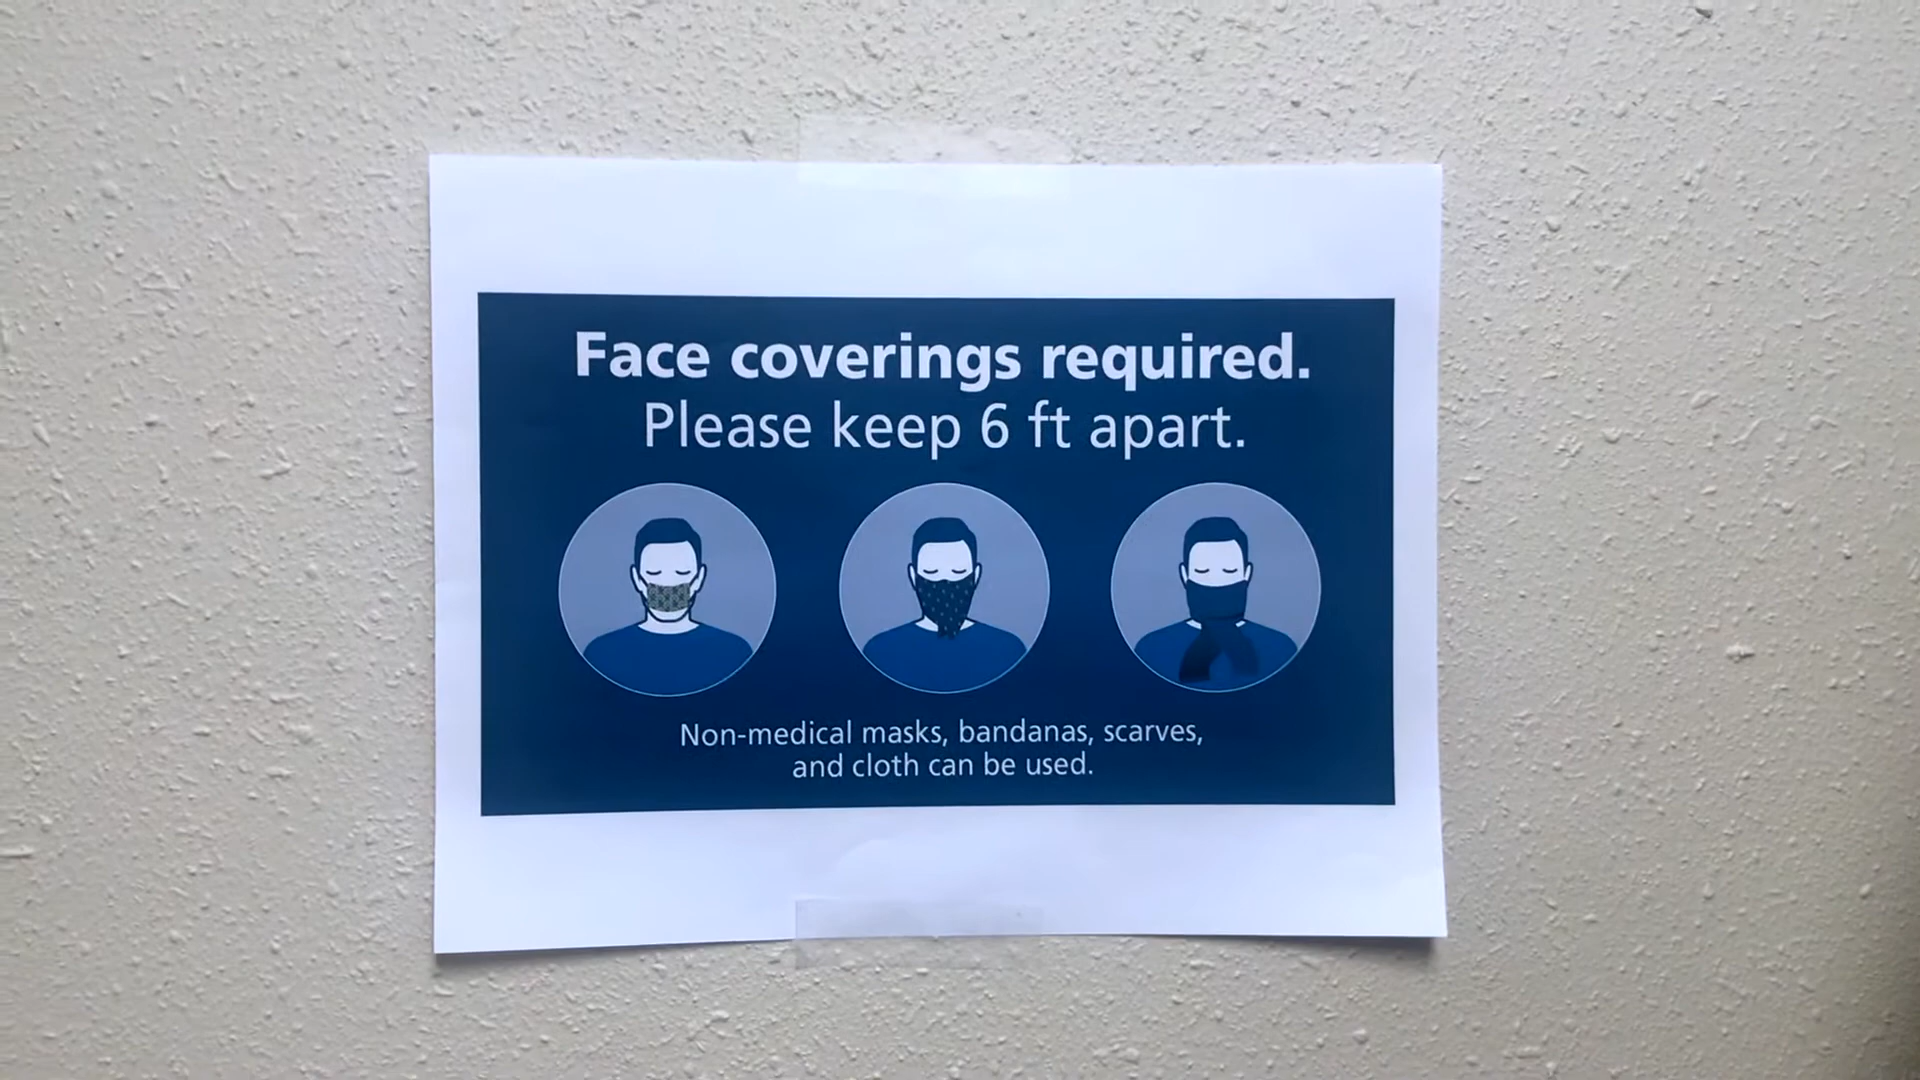 Face coverings required.
Please keep 6 ft apart.
Non-medical masks, bandanas, scarves,
and cloth can be used.